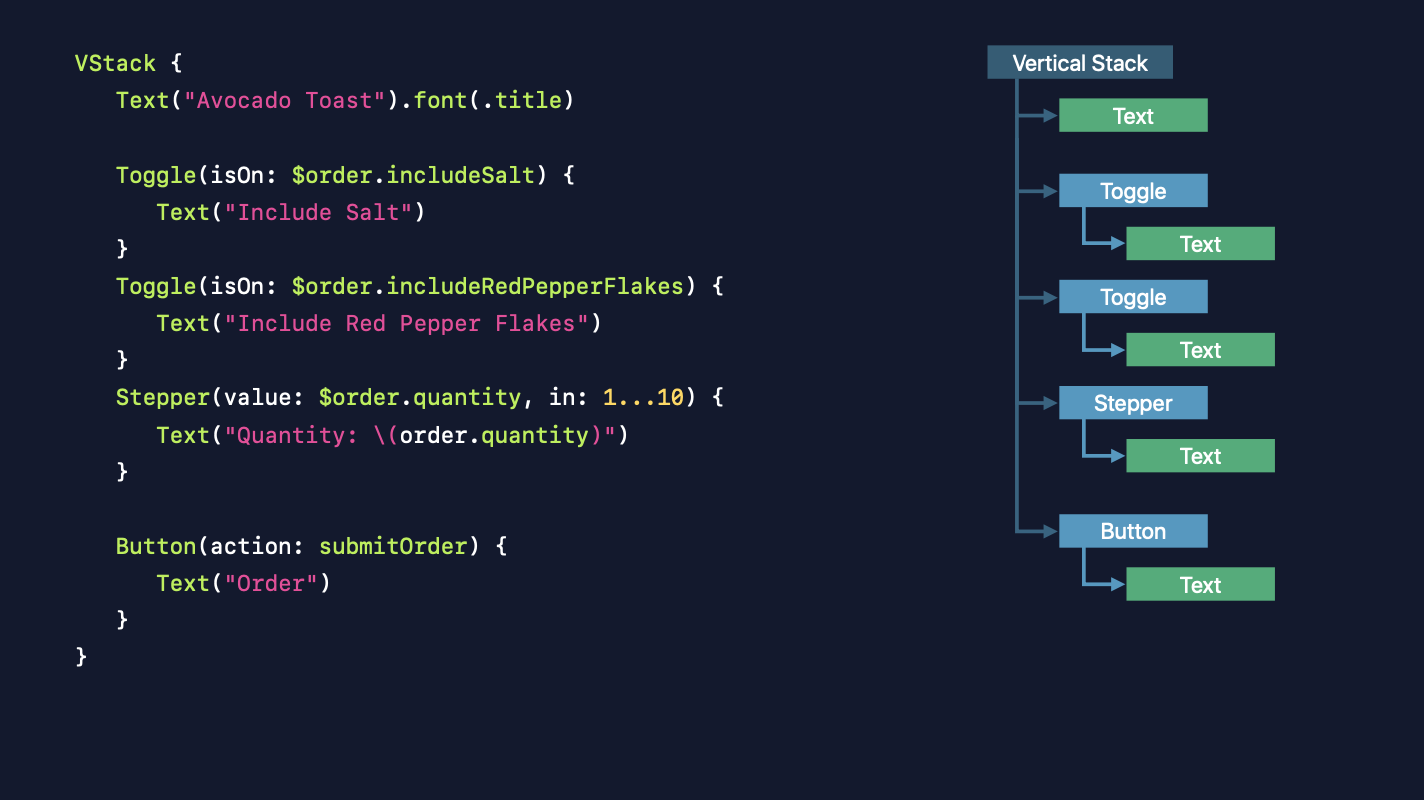 VStack {
Text("Avocado Toast").font(.title)
Toggle(isOn: $order.includeSalt) {
Text("Include Salt")
}
Toggle(isOn: $order.includeRedPepperFlakes) {
Text("Include Red Pepper Flakes")
}
Stepper(value: $order.quantity, in: 1...10) {
Text("Quantity: \(order.quantity)")
}
Button(action: submitOrder) {
Text("Order")
}
}
Vertical Stack
Text
Toggle
Text
Toggle
Text
Stepper
Text
Button
Text